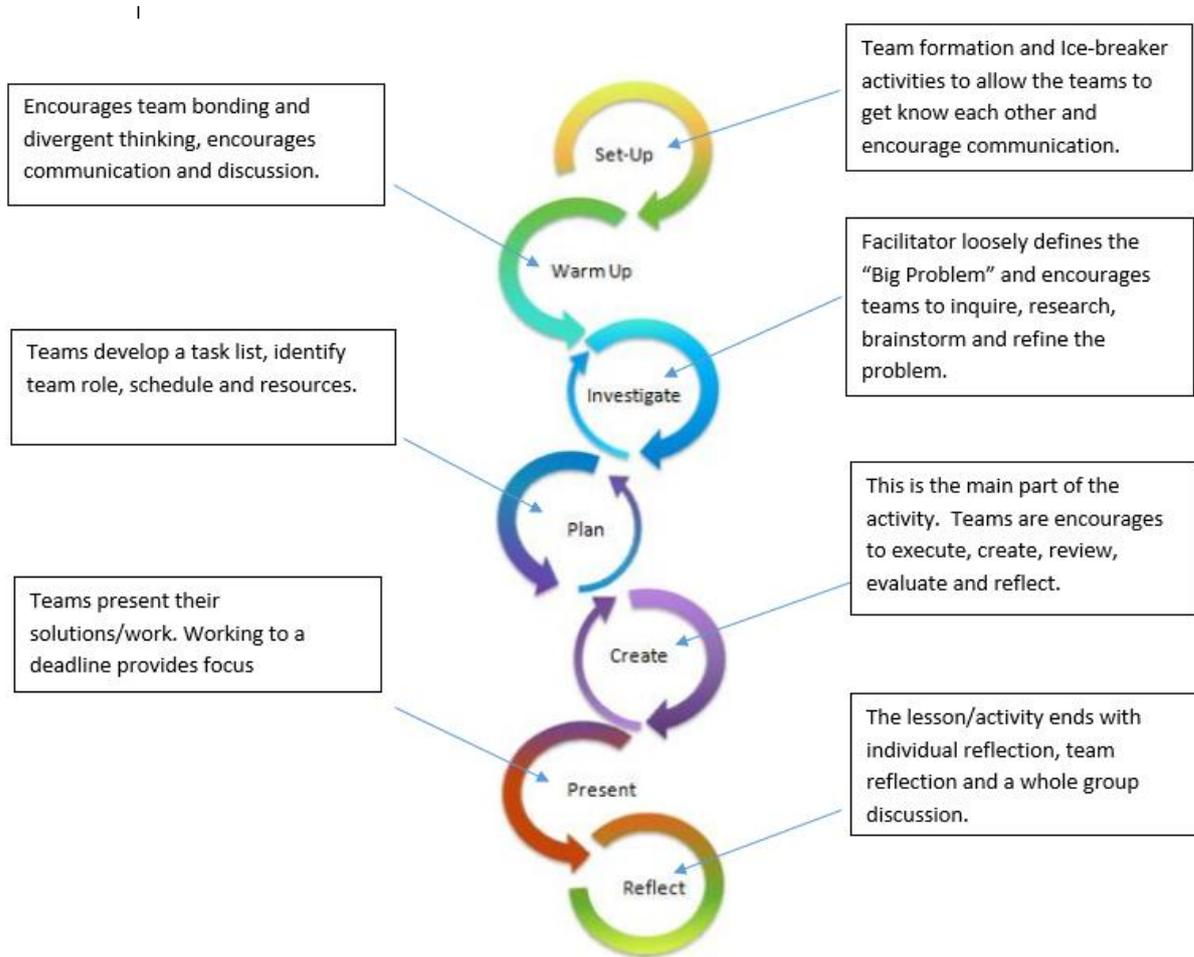 I
Team formation and Ice-breaker
activities to allow the teams to
get know each other and
encourage communication.
Set-Up
Encourages team bonding and
divergent thinking, encourages
communication and discussion.
Warm Up
Facilitator loosely defines the
“Big Problem” and encourages
teams to inquire, research,
brainstorm and refine the
problem.
Investigate
Teams develop a task list, identify
team role, schedule and resources.
Plan
This is the main part of the
activity.  Teams are encourages
to execute, create, review,
evaluate and reflect.
Create
Teams present their
solutions/work. Working to a
deadline provides focus
Present
The lesson/activity ends with
individual reflection, team
reflection and a whole group
discussion.
Reflect